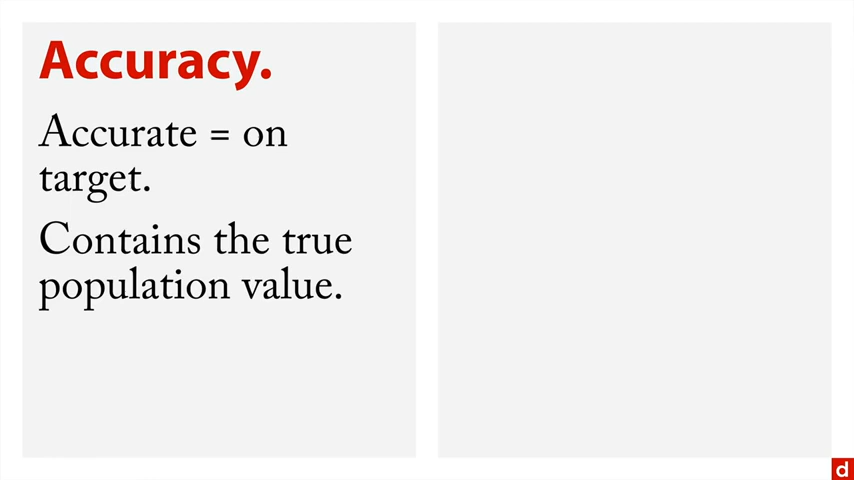 Accuracy.
Accurate = on
target.
Contains the true
population value.
d